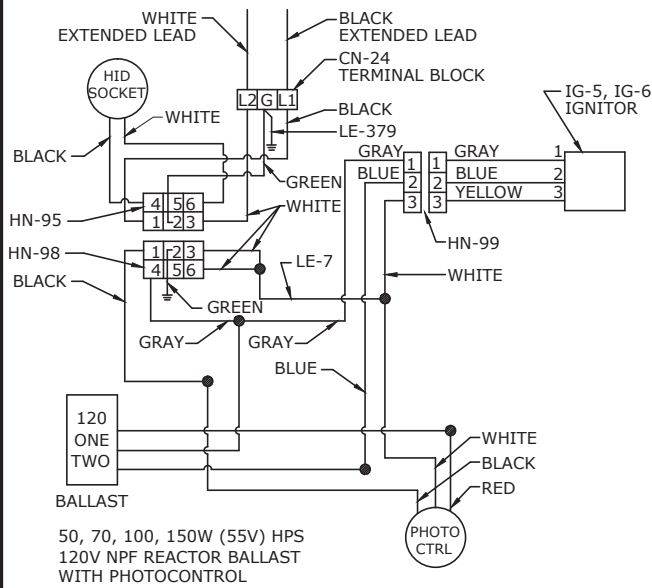 WHITE
EXTENDED LEAD
BLACK
EXTENDED LEAD
CN-24
TERMINAL BLOCK
HID
SOCKET
L2 G L1
IG-5, IG-6
IGNITOR
WHITE
BLACK
LE-379
BLACK
GRAY
1
1
GRAY
1
BLUE
2
2
BLUE
2
3
3
YELLOW
3
GREEN
WHITE
HN-95
4 5 6
1 2 3
HN-99
HN-98
1 2 3
4 5 6
LE-7
WHITE
BLACK
GREEN
GRAY
GRAY
BLUE
120
ONE
TWO
BALLAST
WHITE
BLACK
RED
PHOTO
CTRL
50, 70, 100, 150W (55V) HPS
120V NPF REACTOR BALLAST
WITH PHOTOCONTROL